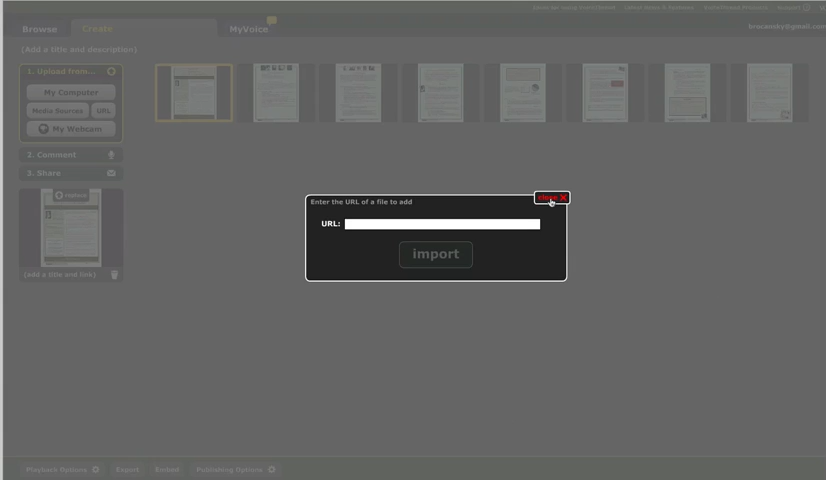 Browse
Create
MyVoice
(Add a title and description)
1. Upload from...
My Computer
Media Sources
URL
My Webcam
2. Comment
3. Share
(add a title and link)
Enter the URL of a file to add
close X
URL:
import
Playback Options
Export
Embed
Publishing Options